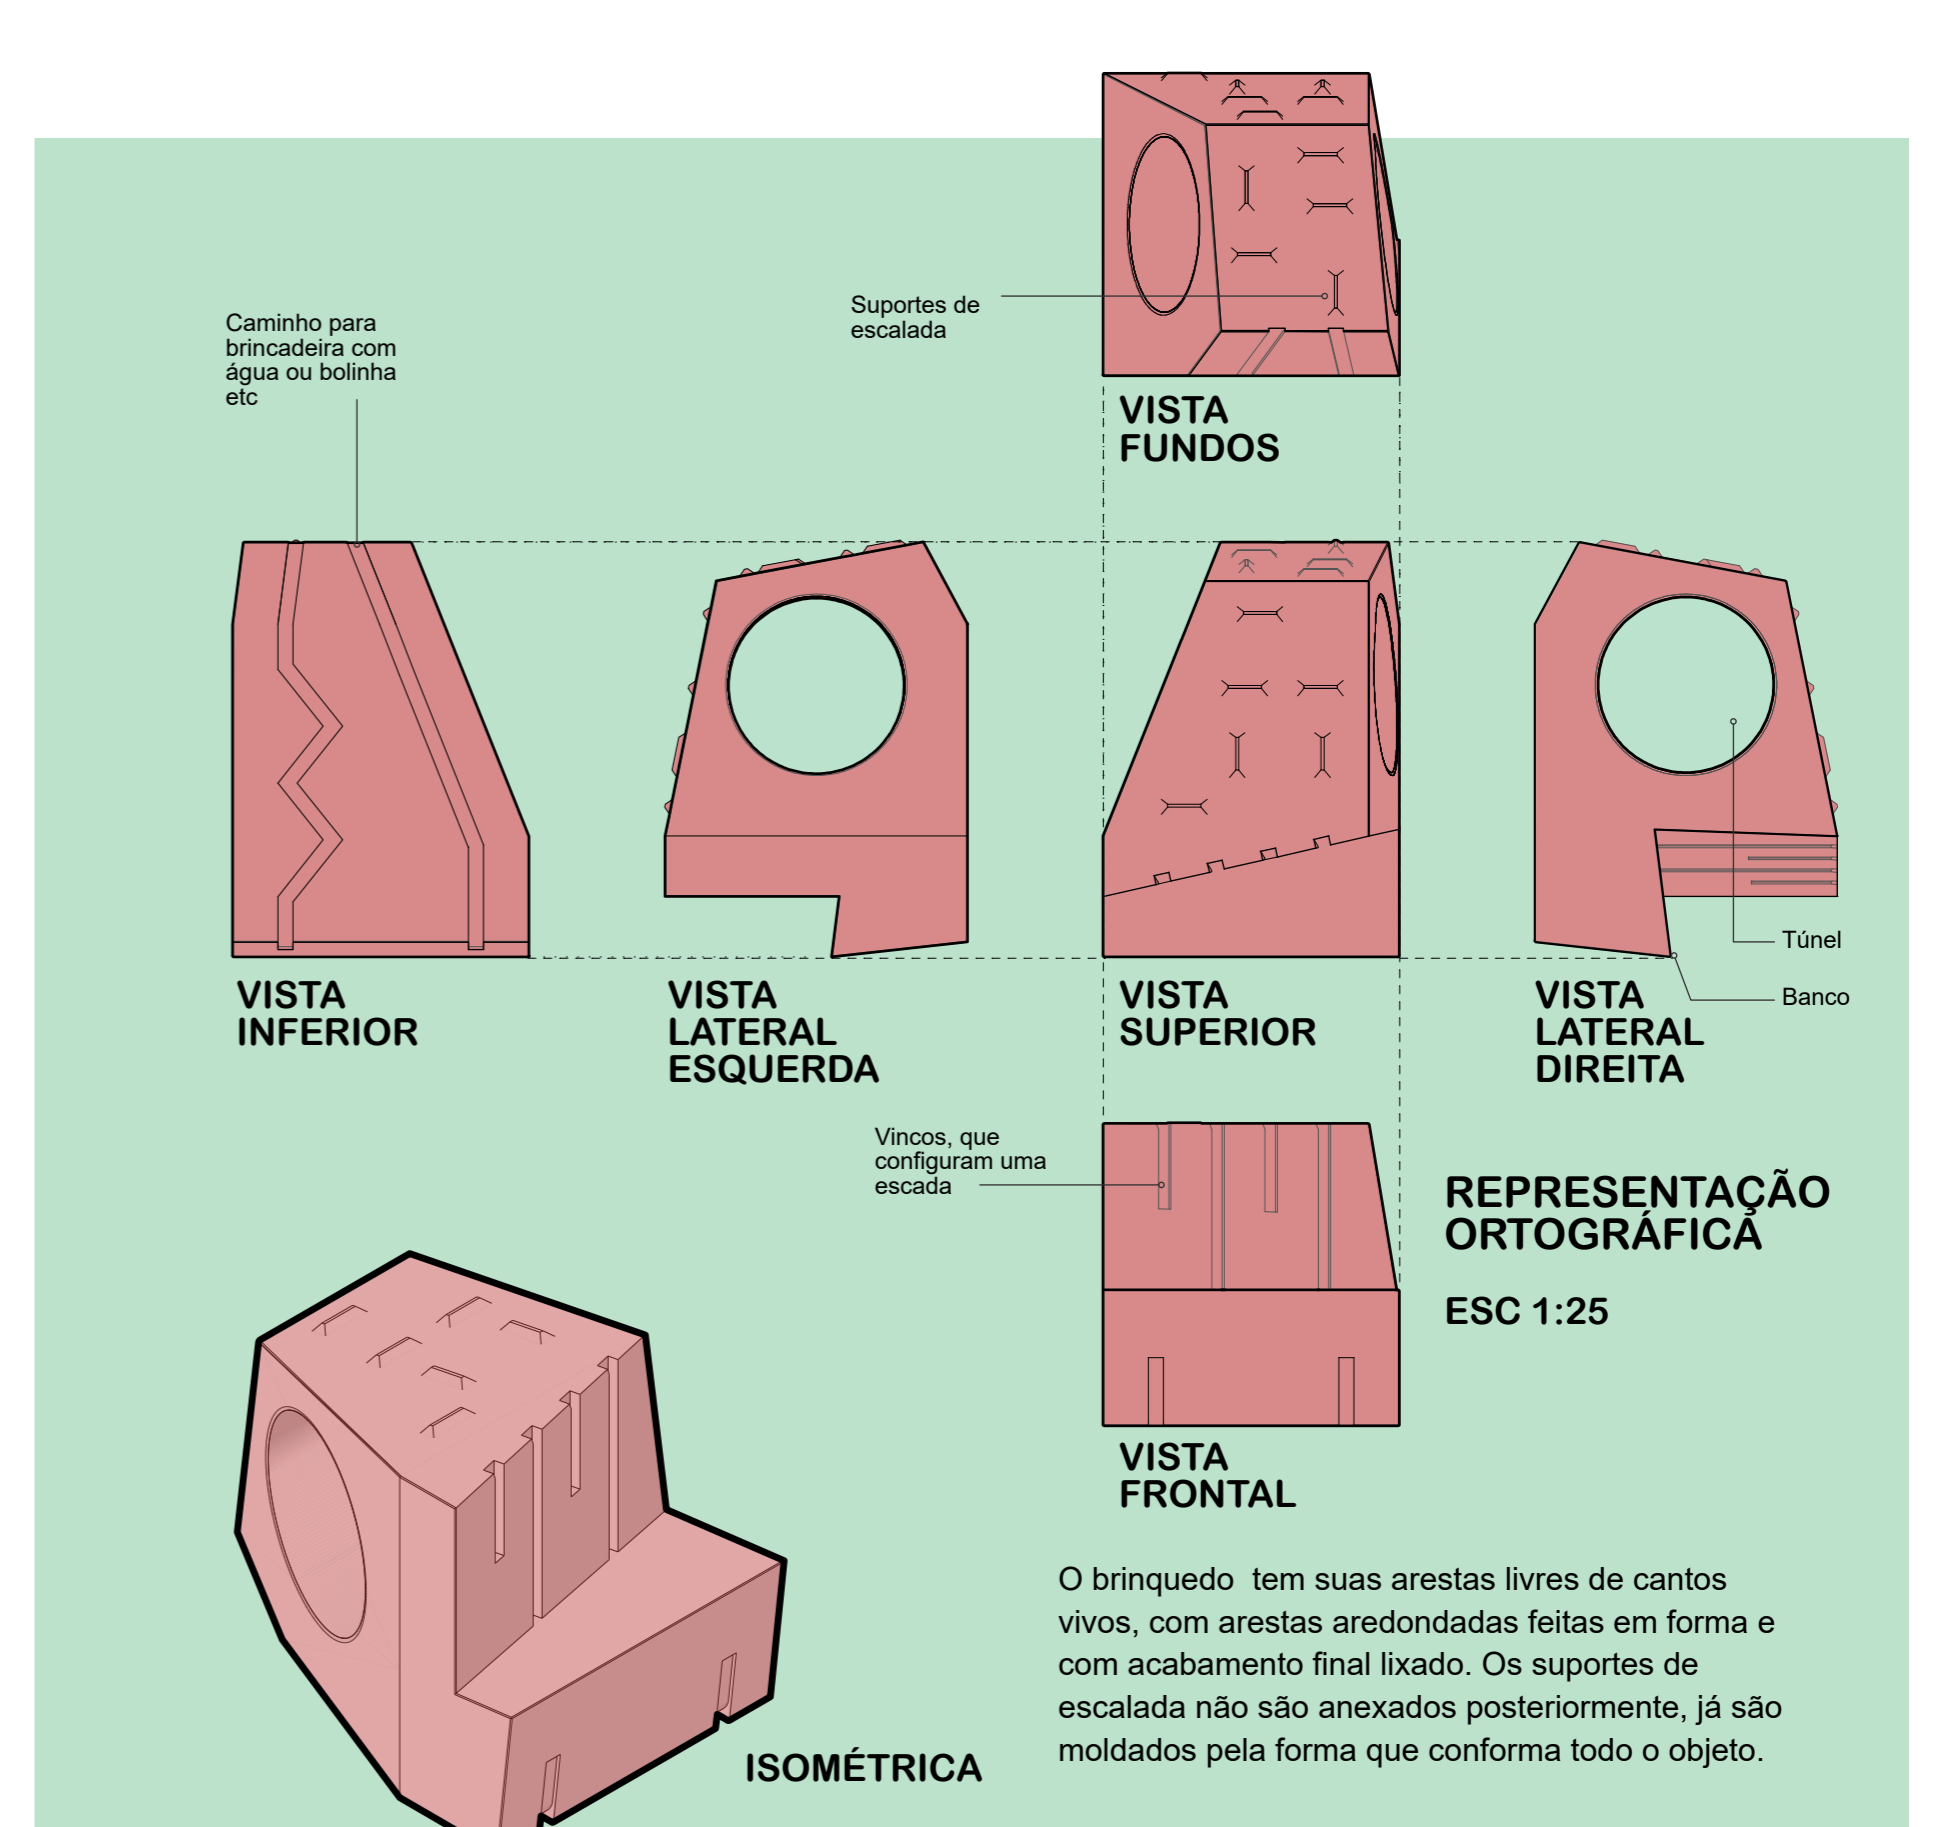 Suportes de
escalada
Caminho para
brincadeira com
água ou bolinha
etc
VISTA
FUNDOS
VISTA
INFERIOR
VISTA
LATERAL
ESQUERDA
VISTA
SUPERIOR
VISTA
LATERAL
DIREITA
Túnel
Banco
Vincos, que
configuram uma
escada
REPRESENTAÇÃO
ORTOGRÁFICA
ESC 1:25
VISTA
FRONTAL
ISOMÉTRICA
O brinquedo  tem suas arestas livres de cantos
vivos, com arestas aredondadas feitas em forma e
com acabamento final lixado. Os suportes de
escalada não são anexados posteriormente, já são
moldados pela forma que conforma todo o objeto.